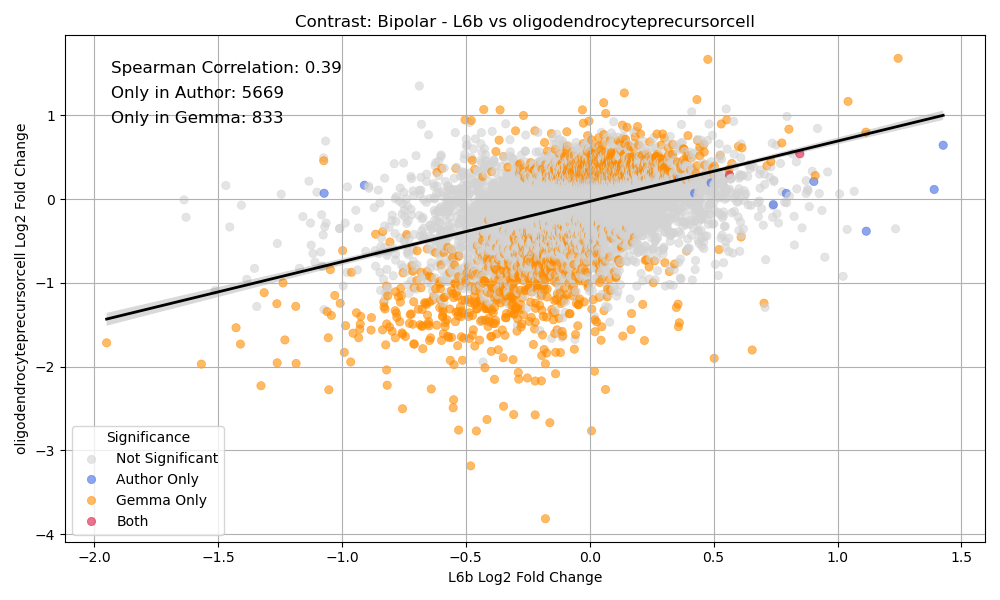 Contrast: Bipolar - L6b vs oligodendrocyteprecursorcell
Spearman Correlation: 0.39
Only in Author: 5669
Only in Gemma: 833
oligodendrocyteprecursorcell Log2 Fold Change
1
0
−1
−2
−3
−4
Significance
Not Significant
Author Only
Gemma Only
Both
−2.0 −1.5 −1.0 −0.5 0.0 0.5 1.0 1.5
L6b Log2 Fold Change